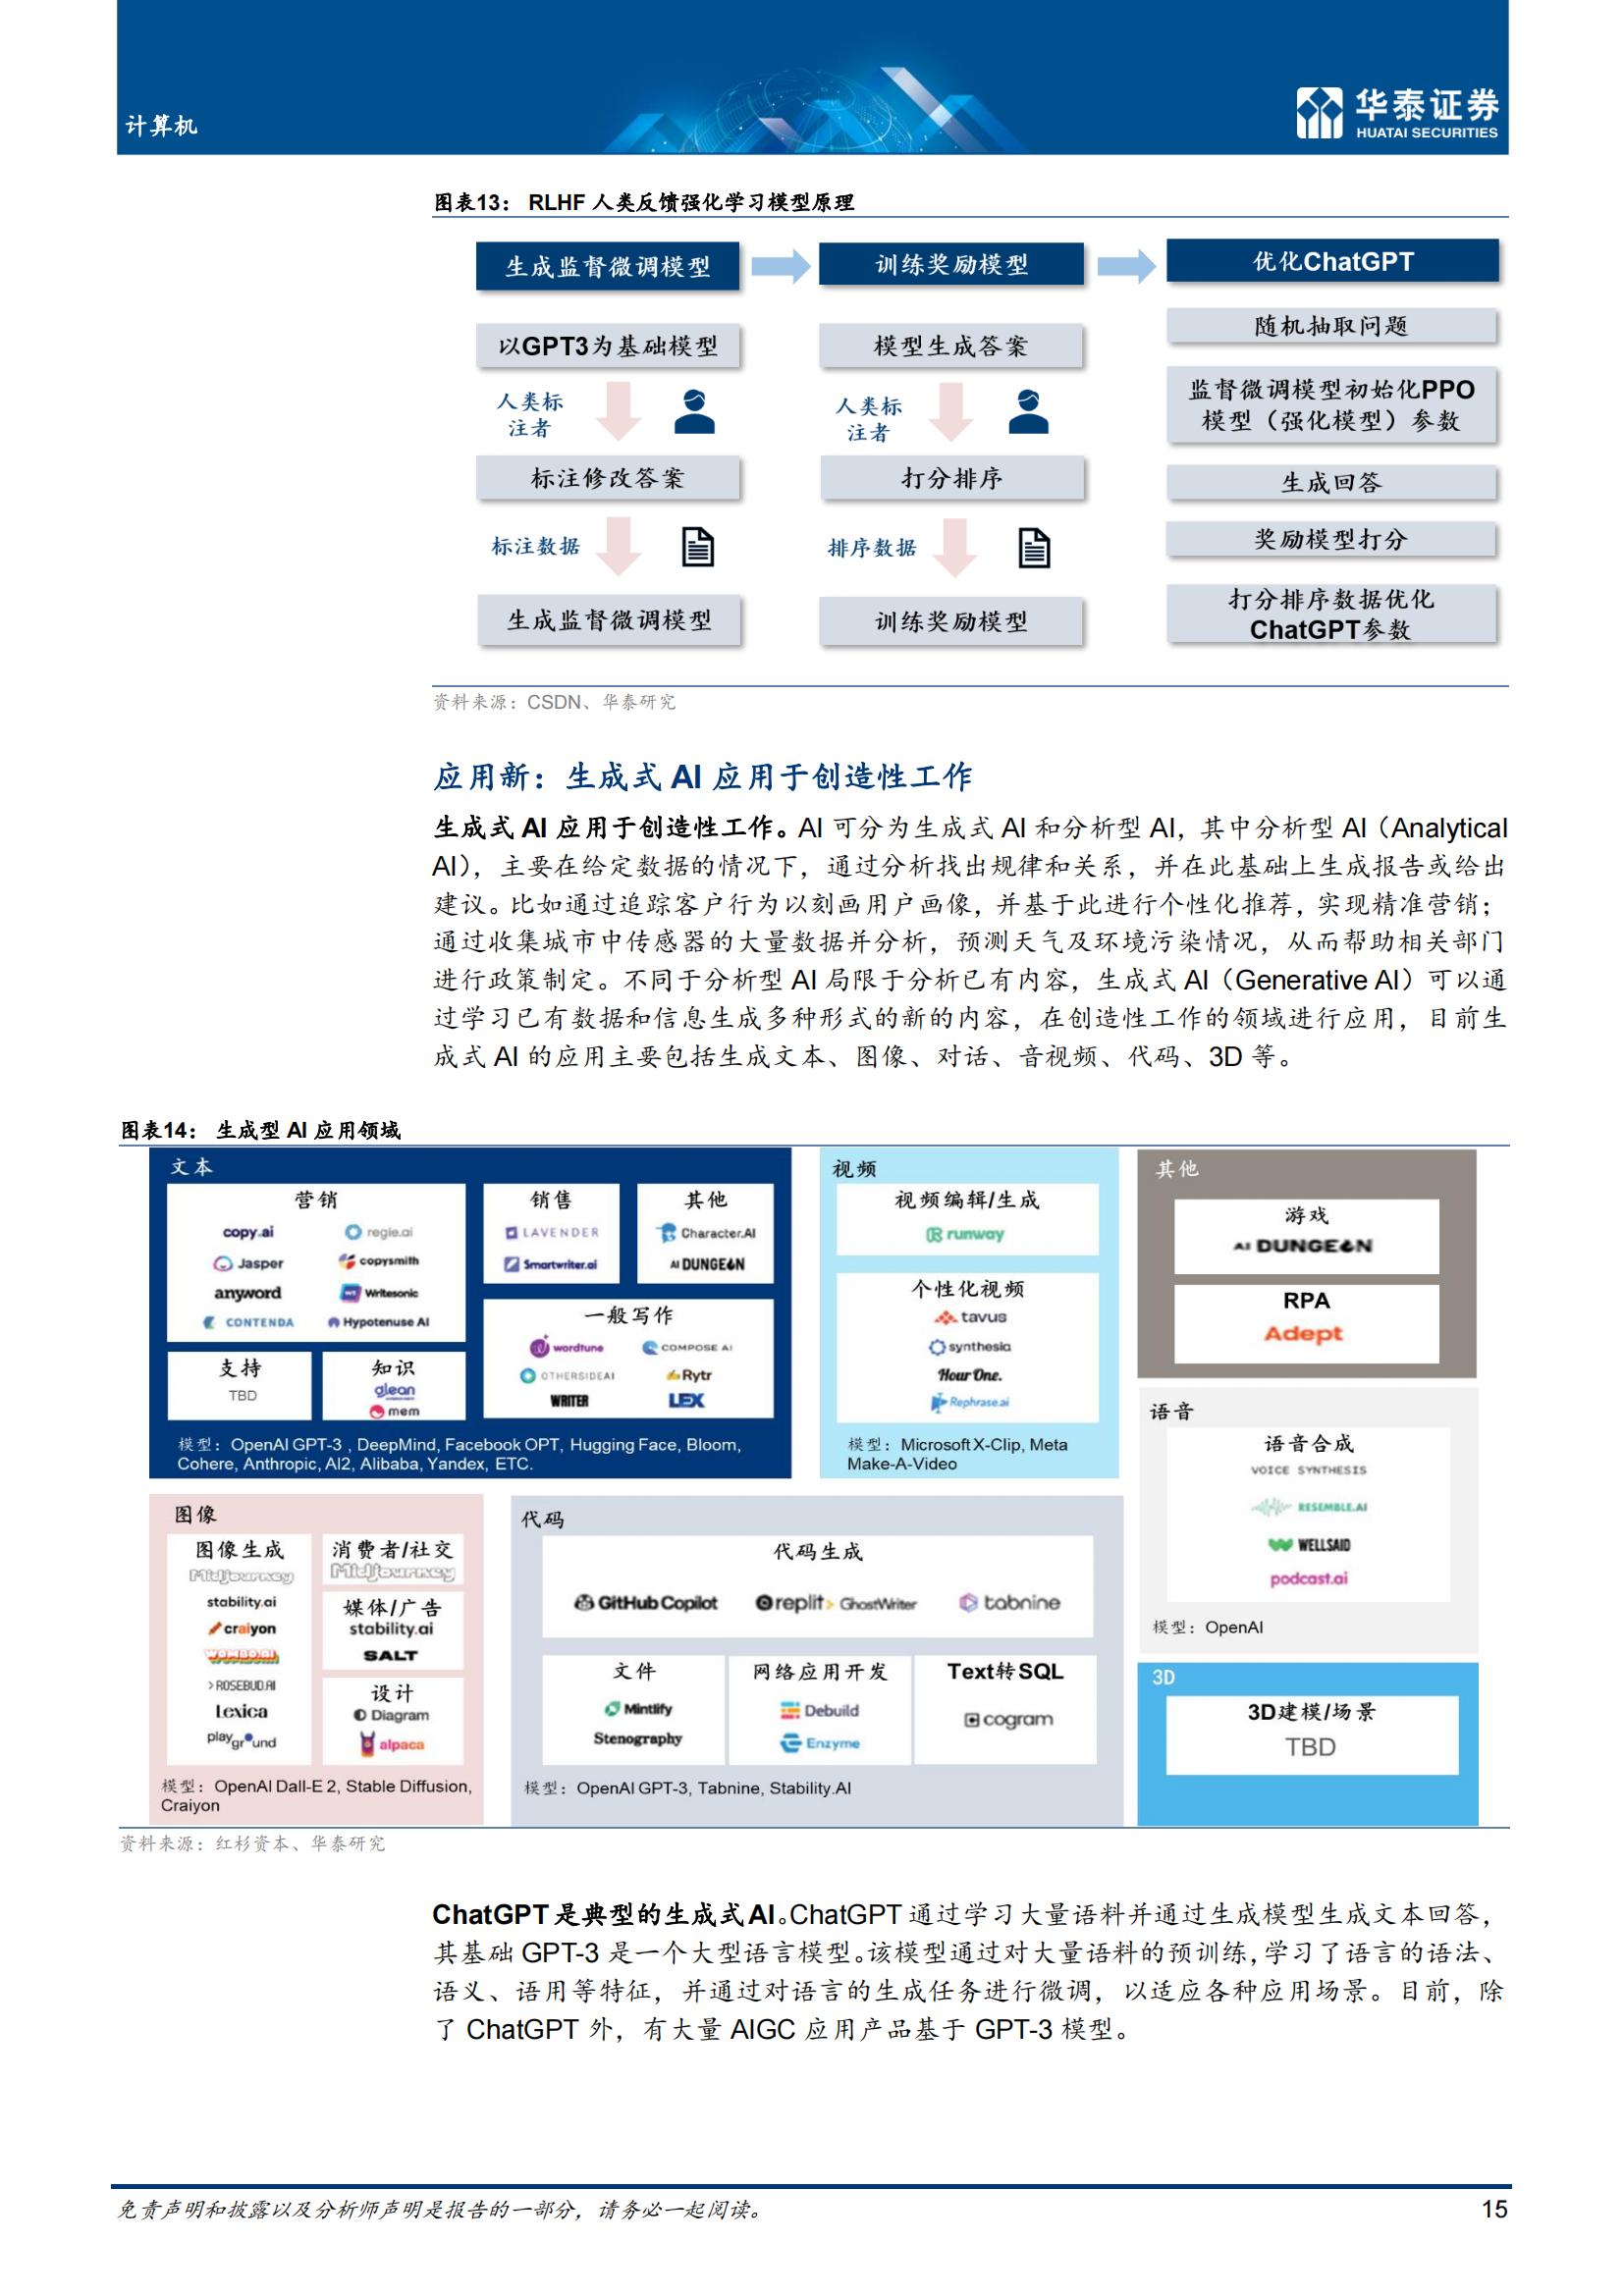 计算机
华泰证券
HUATAI SECURITIES
图表13： RLHF 人类反馈强化学习模型原理
生成监督微调模型
以GPT3为基础模型
人类标
注者
标注修改答案
标注数据
生成监督微调模型
训练奖励模型
模型生成答案
人类标
注者
打分排序
排序数据
训练奖励模型
优化ChatGPT
随机抽取问题
监督微调模型初始化PPO
模型（强化模型）参数
生成回答
奖励模型打分
打分排序数据优化
ChatGPT参数
资料来源：CSDN、华泰研究
应用新：生成式 AI 应用于创造性工作
生成式 AI 应用于创造性工作。AI 可分为生成式 AI 和分析型 AI，其中分析型 AI（Analytical
AI），主要在给定数据的情况下，通过分析找出规律和关系，并在此基础上生成报告或给出
建议。比如通过追踪客户行为以刻画用户画像，并基于此进行个性化推荐，实现精准营销；
通过收集城市中传感器的大量数据并分析，预测天气及环境污染情况，从而帮助相关部门
进行政策制定。不同于分析型 AI 局限于分析已有内容，生成式 AI（Generative AI）可以通
过学习已有数据和信息生成多种形式的新的内容，在创造性工作的领域进行应用，目前生
成式 AI 的应用主要包括生成文本、图像、对话、音视频、代码、3D 等。
图表14： 生成型 AI 应用领域
文本
营销
copy.ai
regie.ai
Jasper
copysmith
anyword
Writesonic
CONTENDA
Hypotenuse AI
销售
LAVENDER
Smartwriter.ai
其他
Character.AI
AI DUNGEON
支持
TBD
知识
glean
mem
一般写作
wordtune
COMPOSE AI
OTHERSIDEAI
Rytr
WRITER
LEX
模型：OpenAI GPT-3 , DeepMind, Facebook OPT, Hugging Face, Bloom,
Cohere, Anthropic, AI2, Alibaba, Yandex, ETC.
视频
视频编辑/生成
runway
个性化视频
tavus
synthesia
Hour One.
Rephrase.ai
模型：Microsoft X-Clip, Meta
Make-A-Video
其他
游戏
AI DUNGEON
RPA
Adept
语音
语音合成
VOICE SYNTHESIS
RESEMBLE.AI
WELLSAID
podcast.ai
模型：OpenAI
图像
图像生成
Midjourney
stability.ai
craiyon
WOMBO.AI
ROSEBUD.AI
Lexica
playground
消费者/社交
Midjourney
媒体/广告
stability.ai
SALT
设计
Diagram
alpaca
模型：OpenAI Dall-E 2, Stable Diffusion,
Craiyon
代码
代码生成
GitHub Copilot
replit GhostWriter
tabnine
文件
Mintlify
Stenography
网络应用开发
Debuild
Enzyme
Text转SQL
cogram
模型：OpenAI GPT-3, Tabnine, Stability.AI
3D
3D建模/场景
TBD
资料来源：红杉资本、华泰研究
ChatGPT 是典型的生成式 AI。ChatGPT 通过学习大量语料并通过生成模型生成文本回答，
其基础 GPT-3 是一个大型语言模型。该模型通过对大量语料的预训练，学习了语言的语法、
语义、语用等特征，并通过对语言的生成任务进行微调，以适应各种应用场景。目前，除
了 ChatGPT 外，有大量 AIGC 应用产品基于 GPT-3 模型。
免责声明和披露以及分析师声明是报告的一部分，请务必一起阅读。
15